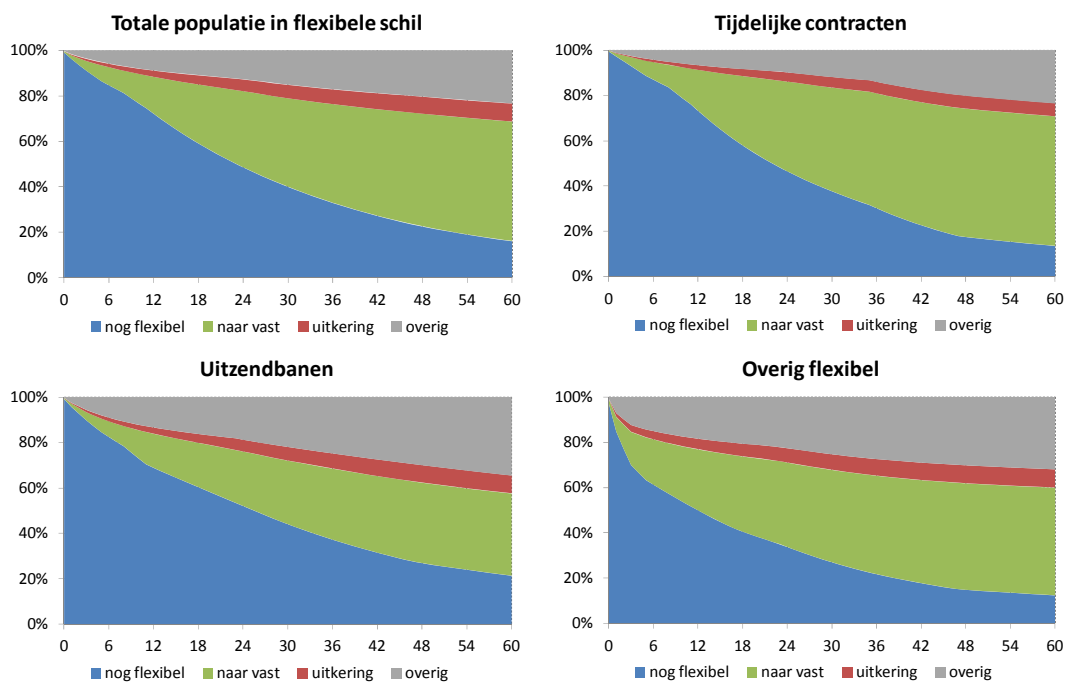 Totale populatie in flexibele schil
100%
80%
60%
40%
20%
0%
0 6 12 18 24 30 36 42 48 54 60
nog flexibel naar vast uitkering overig
Tijdelijke contracten
100%
80%
60%
40%
20%
0%
0 6 12 18 24 30 36 42 48 54 60
nog flexibel naar vast uitkering overig
Uitzendbanen
100%
80%
60%
40%
20%
0%
0 6 12 18 24 30 36 42 48 54 60
nog flexibel naar vast uitkering overig
Overig flexibel
100%
80%
60%
40%
20%
0%
0 6 12 18 24 30 36 42 48 54 60
nog flexibel naar vast uitkering overig